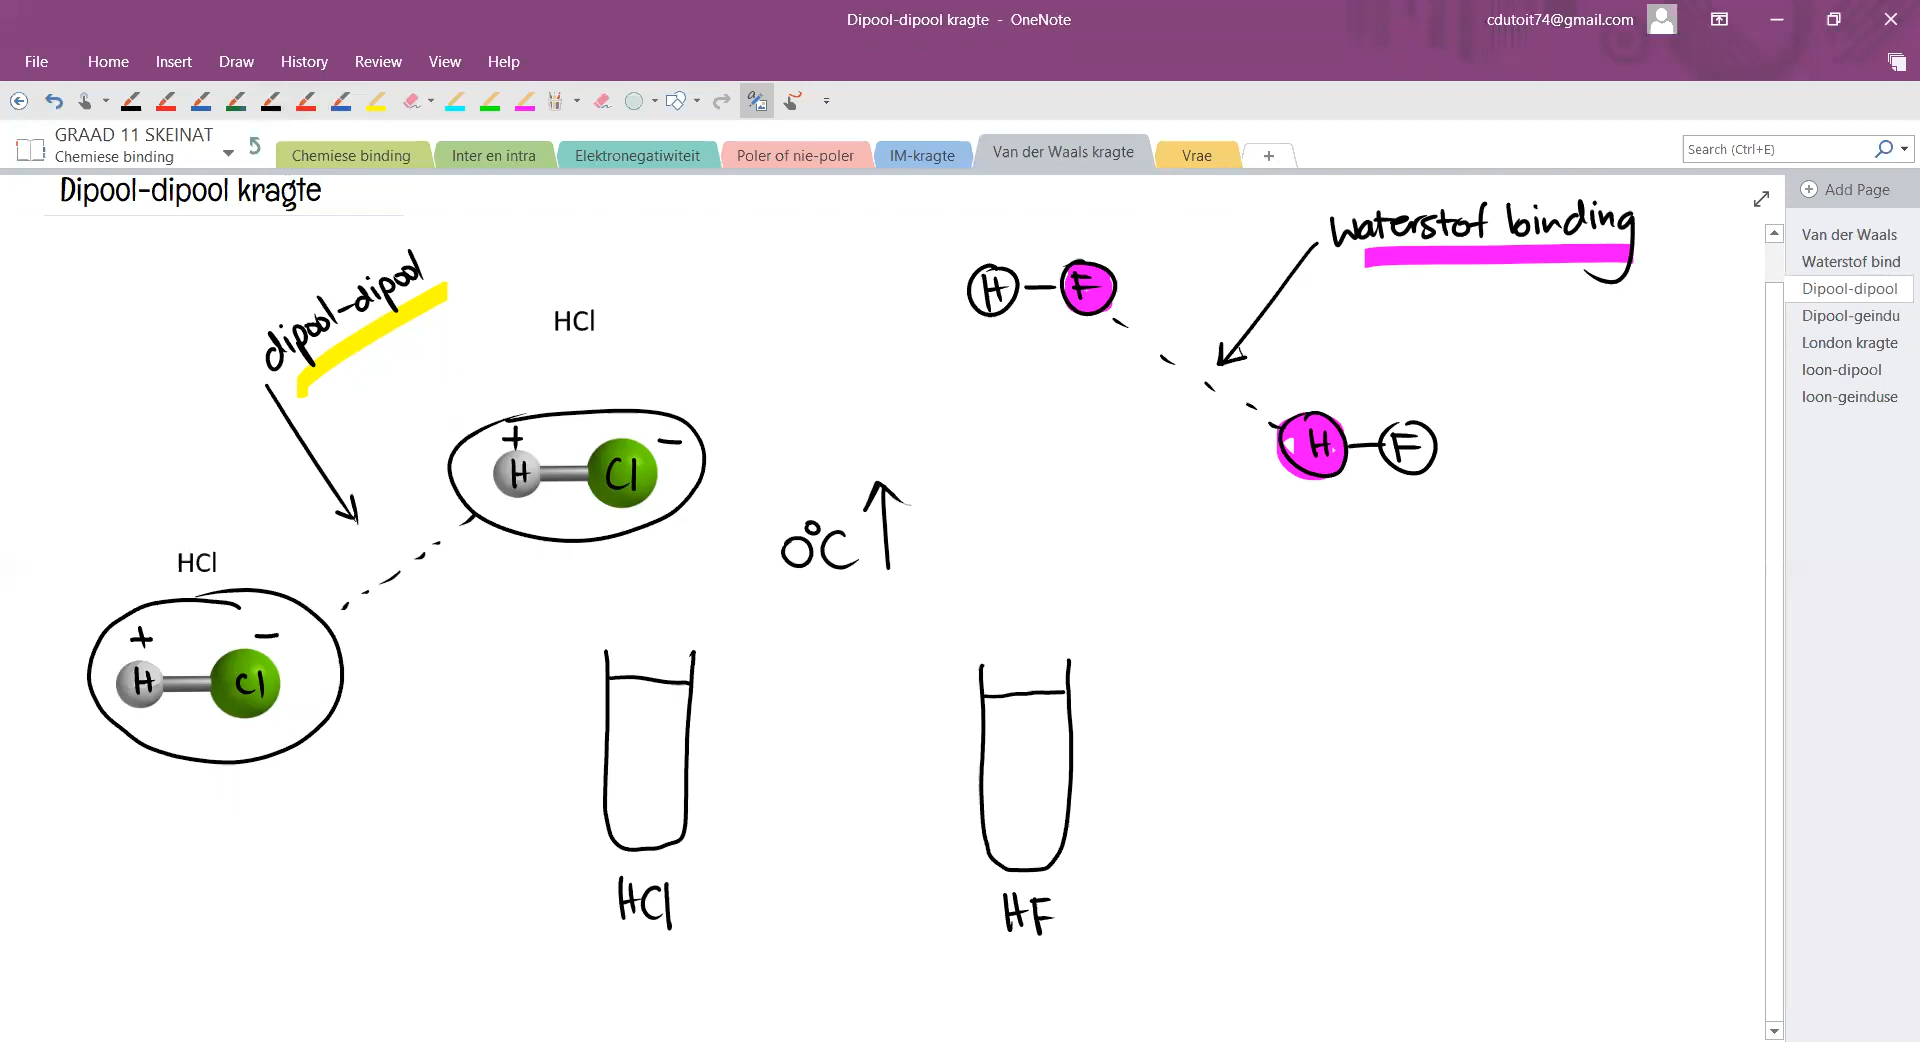 Dipool-dipool kragte - OneNote
cdutoit74@gmail.com
File Home Insert Draw History Review View Help
GRAAD 11 SKEINAT
Chemiese binding
Chemiese binding Inter en intra Elektronegatiwiteit Poler of nie-poler IM-kragte Van der Waals kragte Vrae +
Search (Ctrl+E)
Add Page
Van der Waals
Waterstof bind
Dipool-dipool
Dipool-geindu
London kragte
Ioon-dipool
Ioon-geinduse
Dipool-dipool kragte
waterstof binding
dipool-dipool
HCl
H - F
H - F
+ -
H Cl
0°C ↑
HCl
+ -
H Cl
HCl
HF